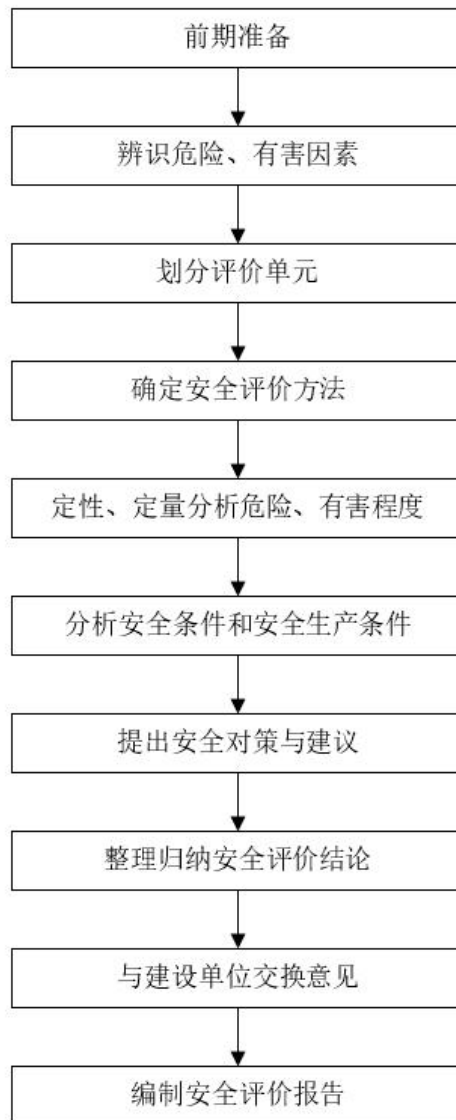 前期准备
辨识危险、有害因素
划分评价单元
确定安全评价方法
定性、定量分析危险、有害程度
分析安全条件和安全生产条件
提出安全对策与建议
整理归纳安全评价结论
与建设单位交换意见
编制安全评价报告